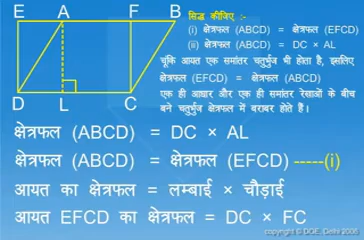 E A F B
सिद्ध कीजिए :-
(i) क्षेत्रफल (ABCD) = क्षेत्रफल (EFCD)
(ii) क्षेत्रफल (ABCD) = DC × AL
चूंकि आयत एक समांतर चतुर्भुज भी होता है, इसलिए
क्षेत्रफल (EFCD) = क्षेत्रफल (ABCD)
एक ही आधार और एक ही समांतर रेखाओं के बीच
बने चतुर्भुज क्षेत्रफल में बराबर होते हैं।
D L C
क्षेत्रफल (ABCD) = DC × AL
क्षेत्रफल (ABCD) = क्षेत्रफल (EFCD) -----(i)
आयत का क्षेत्रफल = लम्बाई × चौड़ाई
आयत EFCD का क्षेत्रफल = DC × FC
copyright © DOE, Delhi 2006